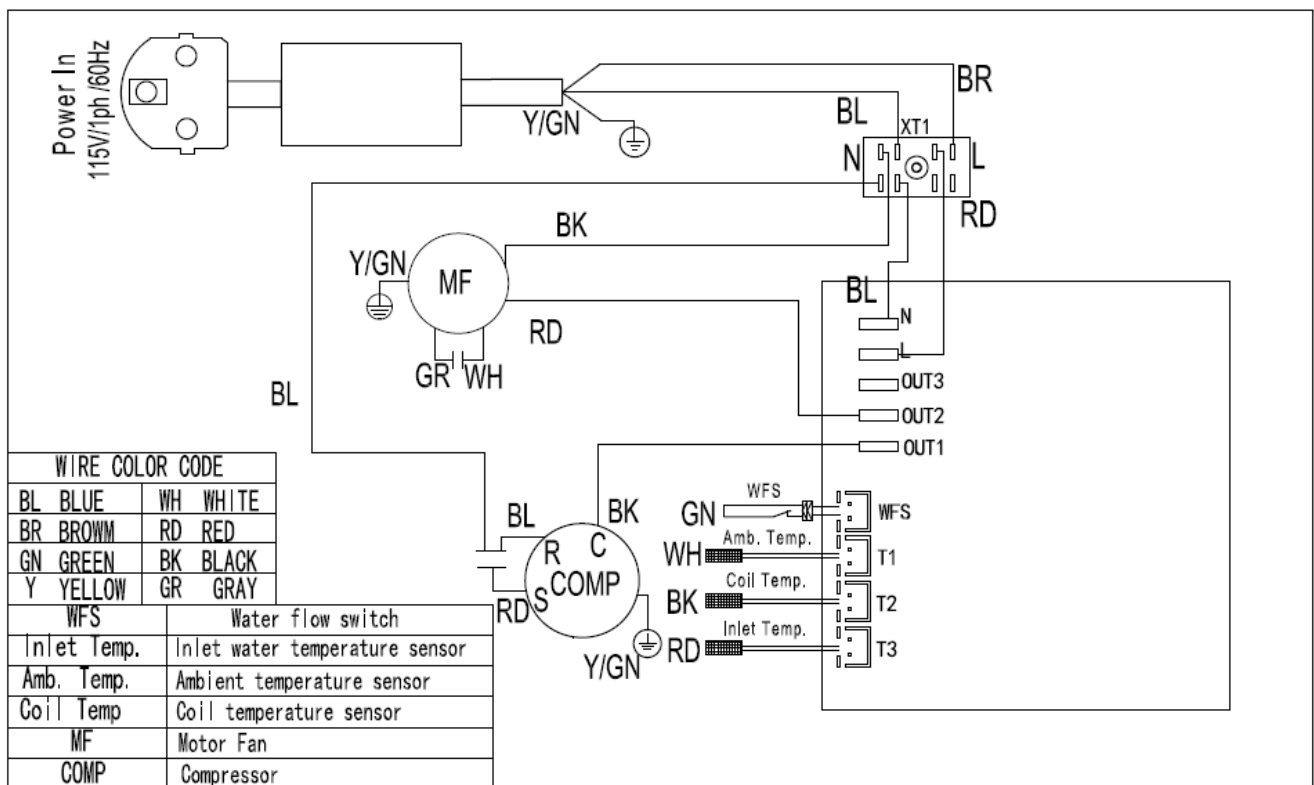 Power In
115V/1ph /60Hz
Y/GN
BL
BR
XT1
N
L
RD
BK
Y/GN
MF
RD
GR
WH
BL
BL
N
L
OUT3
OUT2
OUT1
WIRE COLOR CODE
BL BLUE WH WHITE
BR BROWM RD RED
GN GREEN BK BLACK
Y YELLOW GR GRAY
WFS Water flow switch
Inlet Temp. Inlet water temperature sensor
Amb. Temp. Ambient temperature sensor
Coil Temp Coil temperature sensor
MF Motor Fan
COMP Compressor
BL
BK
R
C
COMP
S
RD
Y/GN
WFS
GN
WFS
Amb. Temp.
WH
T1
Coil Temp.
BK
T2
Inlet Temp.
RD
T3